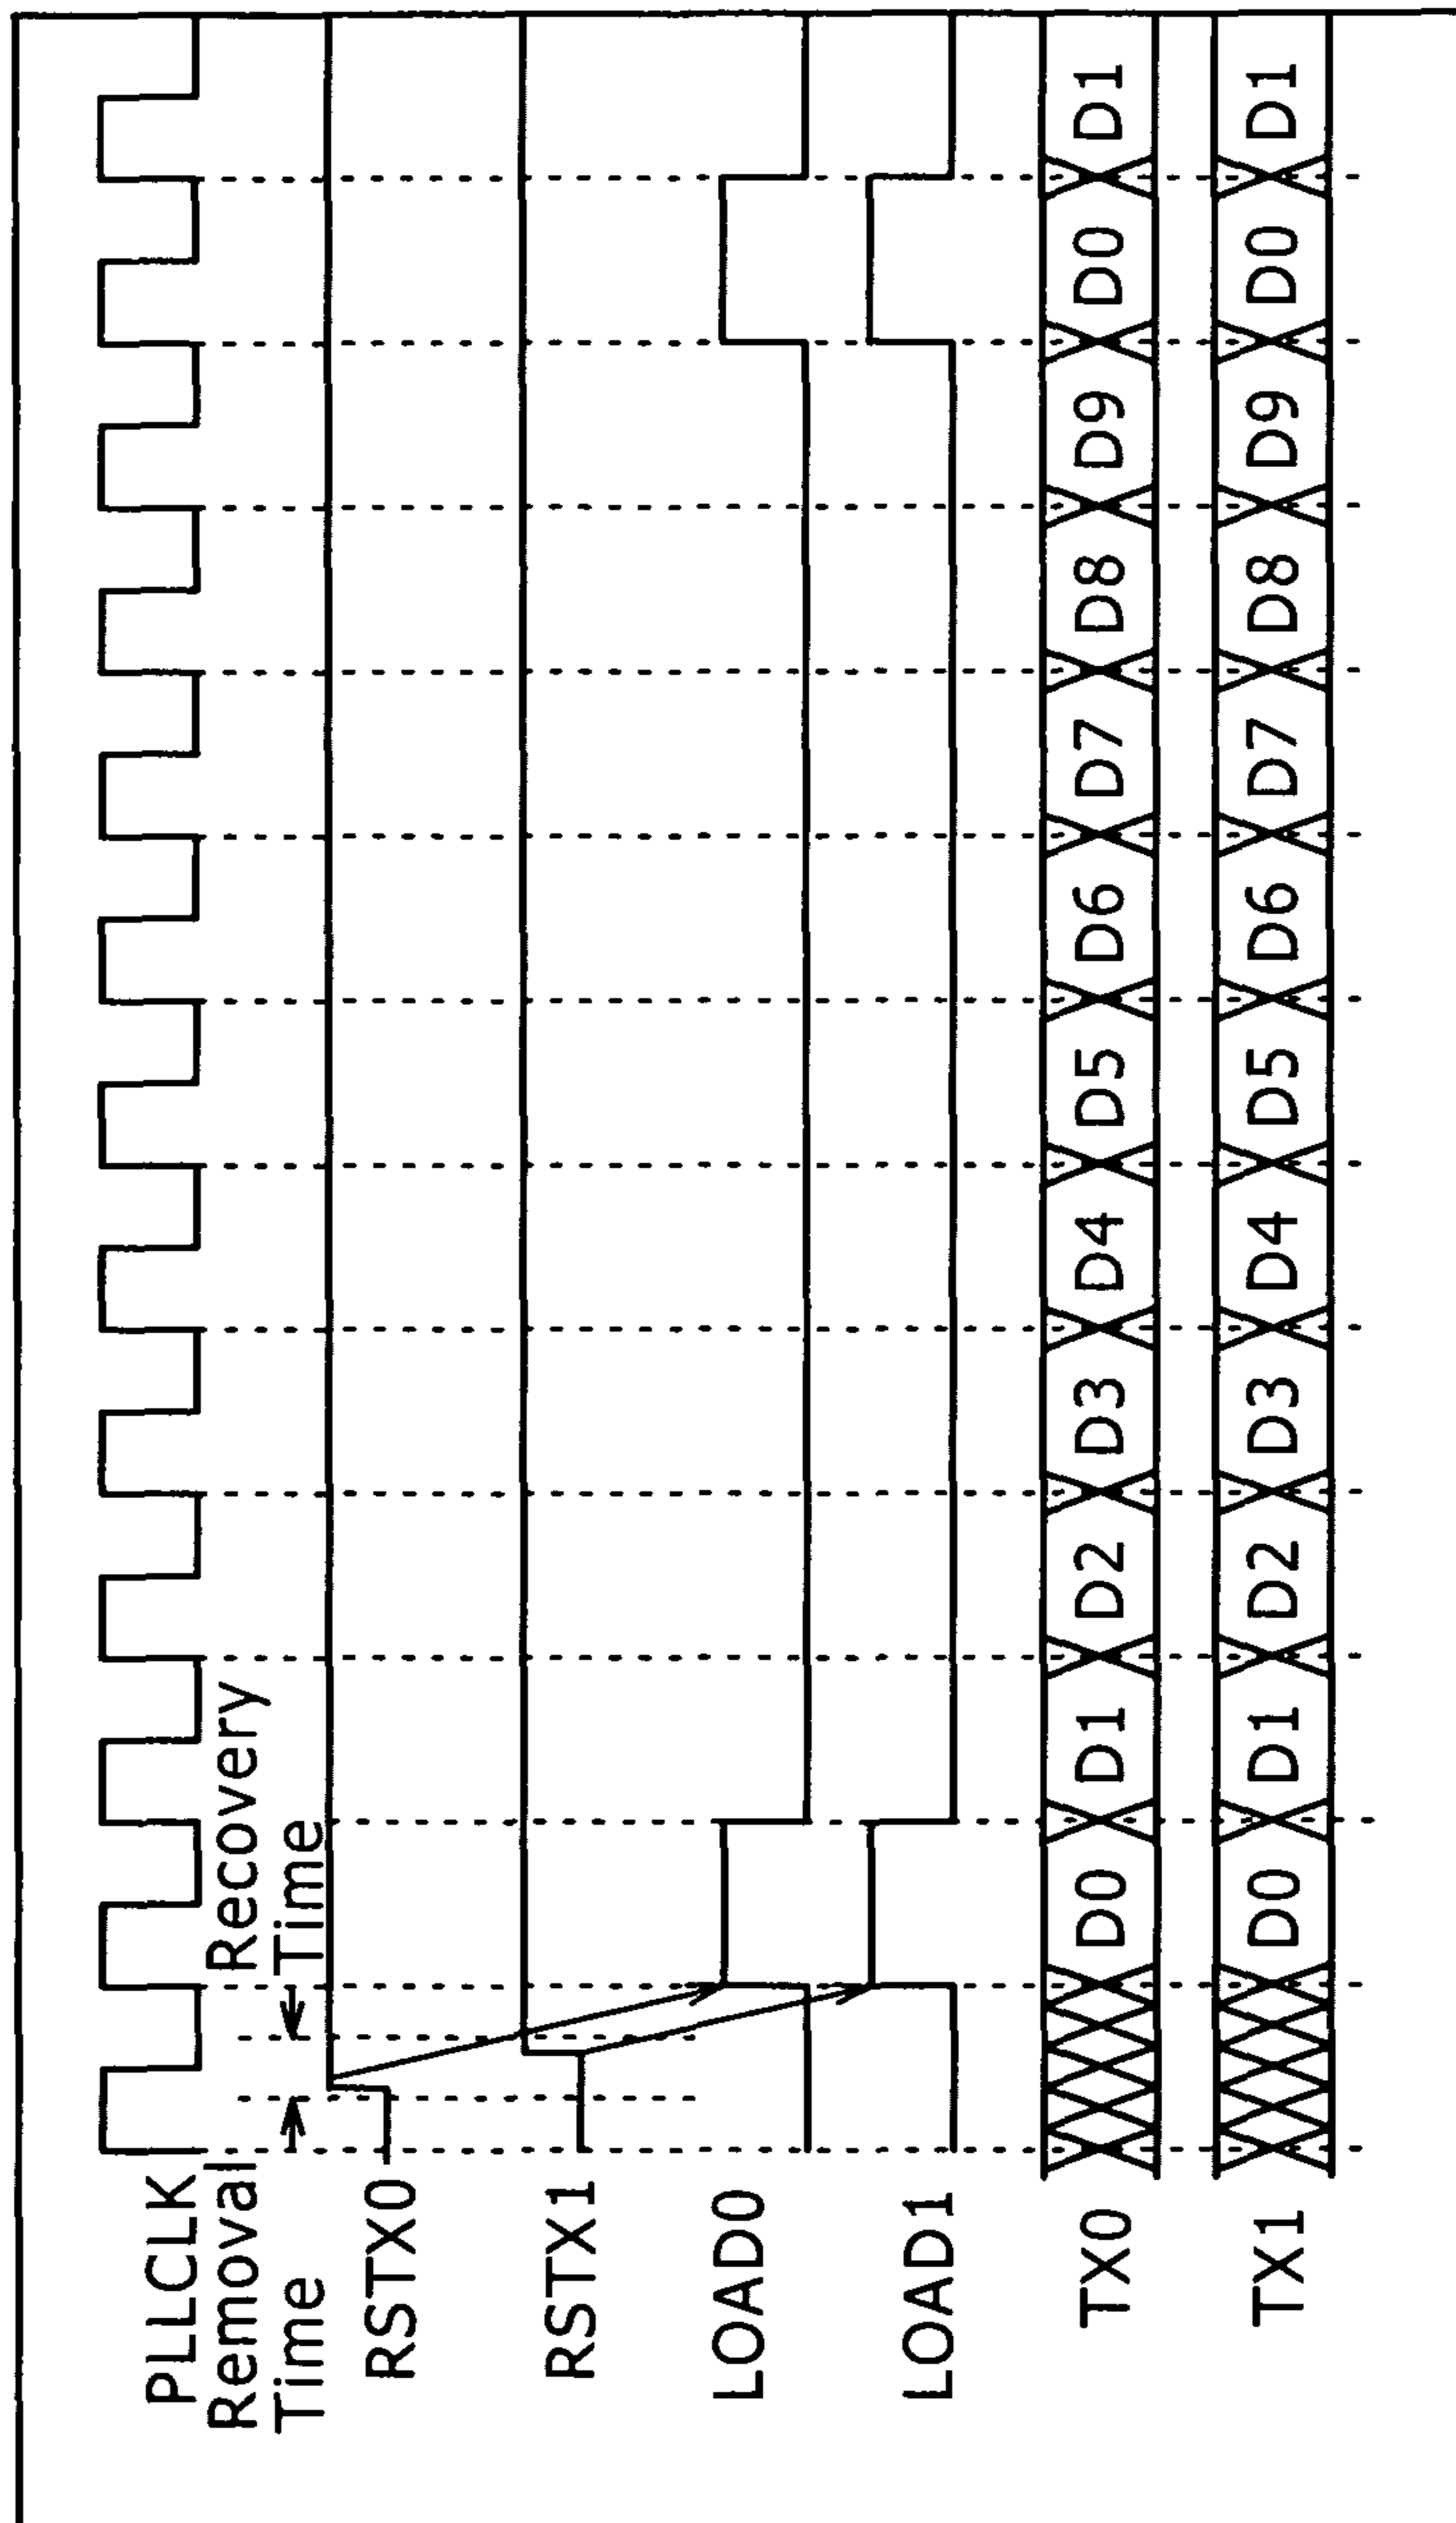 PLLCLK
Removal
Time
Recovery
Time
RSTX0
RSTX1
LOAD0
LOAD1
TX0 D0 D1 D2 D3 D4 D5 D6 D7 D8 D9 D0 D1
TX1 D0 D1 D2 D3 D4 D5 D6 D7 D8 D9 D0 D1